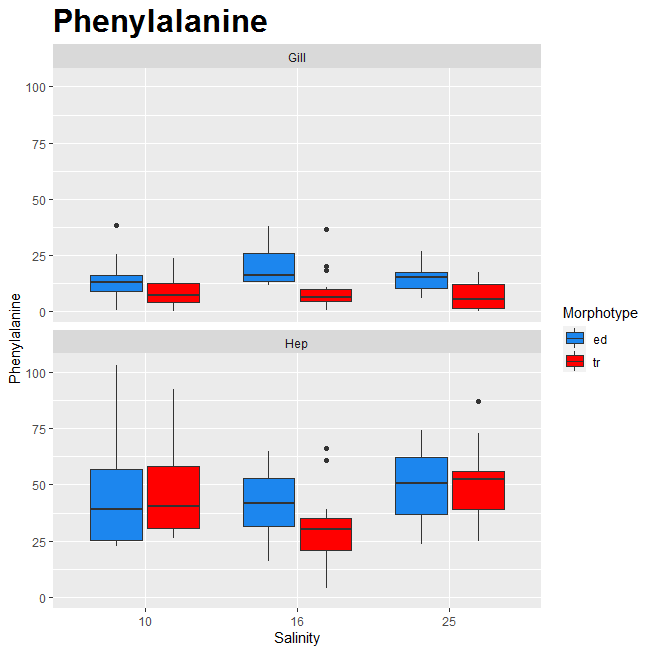 Phenylalanine
Gill
100
75
50
25
0
Hep
100
75
50
25
0
10 16 25
Salinity
Phenylalanine
Morphotype
ed
tr